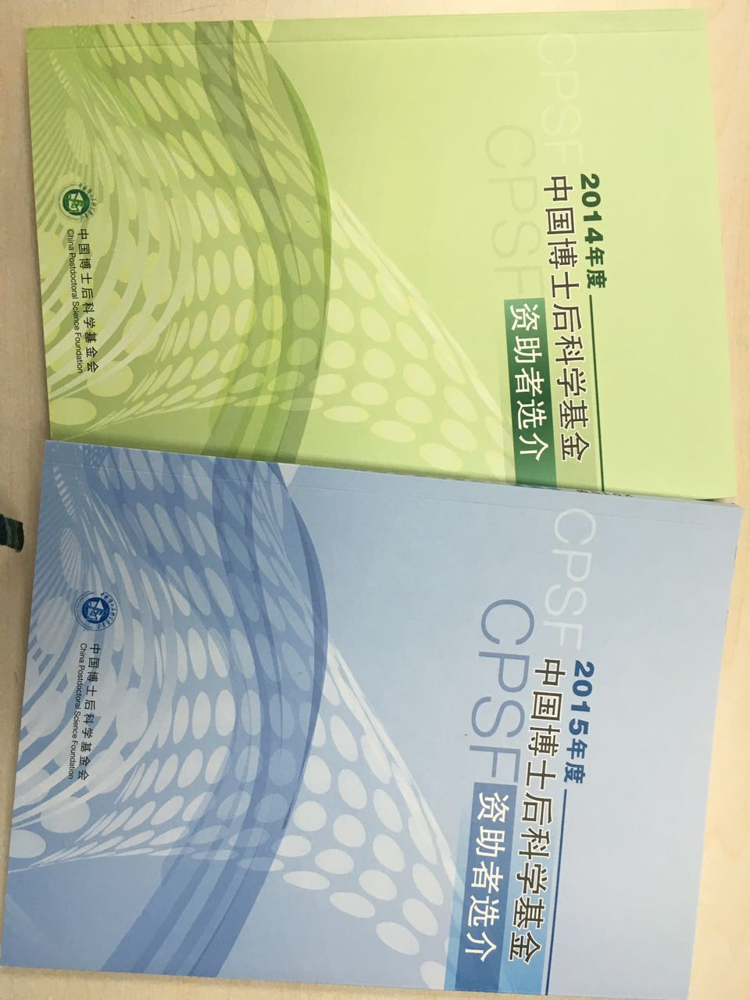 CPSF
CPSF
2014年度
中国博士后科学基金
资助者选介
中国博士后科学基金会
China Postdoctoral Science Foundation
CPSF
CPSF
2015年度
中国博士后科学基金
资助者选介
中国博士后科学基金会
China Postdoctoral Science Foundation